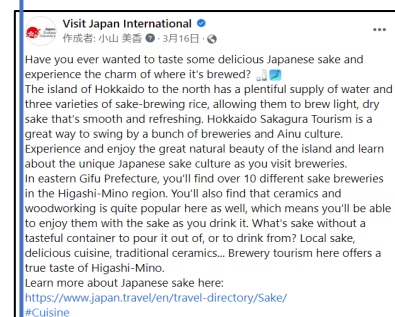 Visit Japan International
作成者: 小山 美香 · 3月16日 ·
Have you ever wanted to taste some delicious Japanese sake and
experience the charm of where it's brewed? 🍶🗾
The island of Hokkaido to the north has a plentiful supply of water and
three varieties of sake-brewing rice, allowing them to brew light, dry
sake that's smooth and refreshing. Hokkaido Sakagura Tourism is a
great way to swing by a bunch of breweries and Ainu culture.
Experience and enjoy the great natural beauty of the island and learn
about the unique Japanese sake culture as you visit breweries.
In eastern Gifu Prefecture, you'll find over 10 different sake breweries
in the Higashi-Mino region. You'll also find that ceramics and
woodworking is quite popular here as well, which means you'll be able
to enjoy them with the sake as you drink it. What's sake without a
tasteful container to pour it out of, or to drink from? Local sake,
delicious cuisine, traditional ceramics... Brewery tourism here offers a
true taste of Higashi-Mino.
Learn more about Japanese sake here:
https://www.japan.travel/en/travel-directory/Sake/
#Cuisine